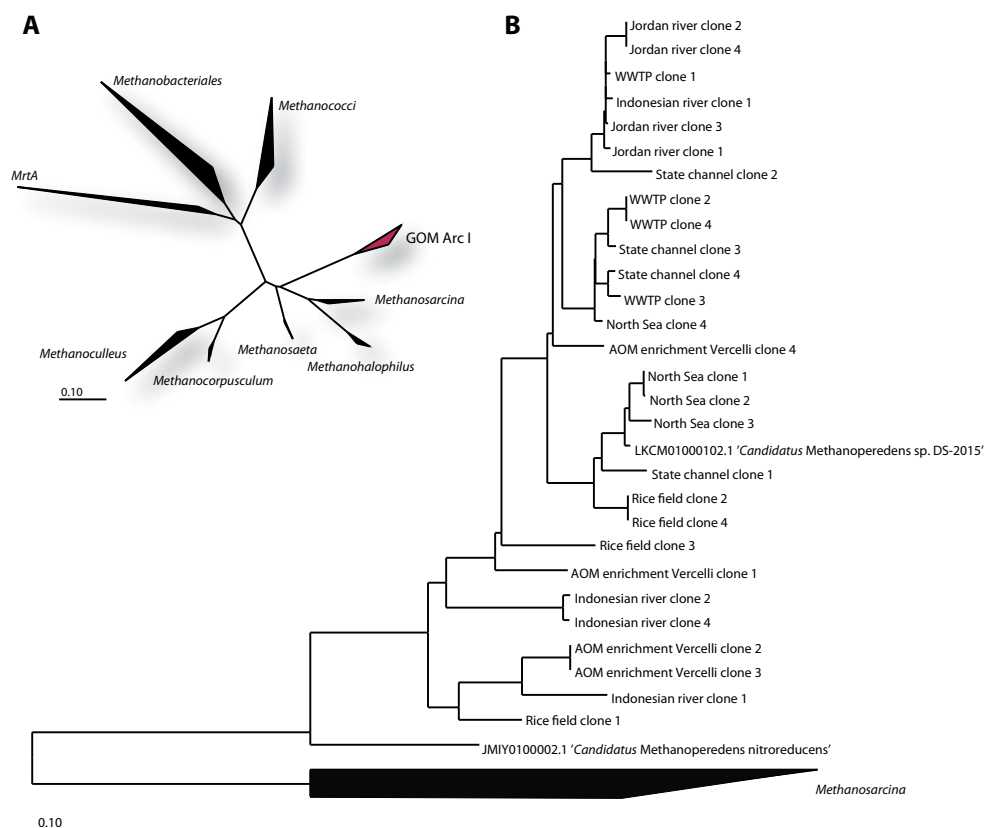 A
Methanobacteriales
Methanococci
MrtA
GOM Arc I
Methanosarcina
Methanosaeta
Methanohalophilus
Methanoculleus
Methanocorpusculum
0.10
B
Jordan river clone 2
Jordan river clone 4
WWTP clone 1
Indonesian river clone 1
Jordan river clone 3
Jordan river clone 1
State channel clone 2
WWTP clone 2
WWTP clone 4
State channel clone 3
State channel clone 4
WWTP clone 3
North Sea clone 4
AOM enrichment Vercelli clone 4
North Sea clone 1
North Sea clone 2
North Sea clone 3
LKCM01000102.1 'Candidatus Methanoperedens sp. DS-2015'
State channel clone 1
Rice field clone 2
Rice field clone 4
Rice field clone 3
AOM enrichment Vercelli clone 1
Indonesian river clone 2
Indonesian river clone 4
AOM enrichment Vercelli clone 2
AOM enrichment Vercelli clone 3
Indonesian river clone 1
Rice field clone 1
JMIY0100002.1 'Candidatus Methanoperedens nitroreducens'
Methanosarcina
0.10